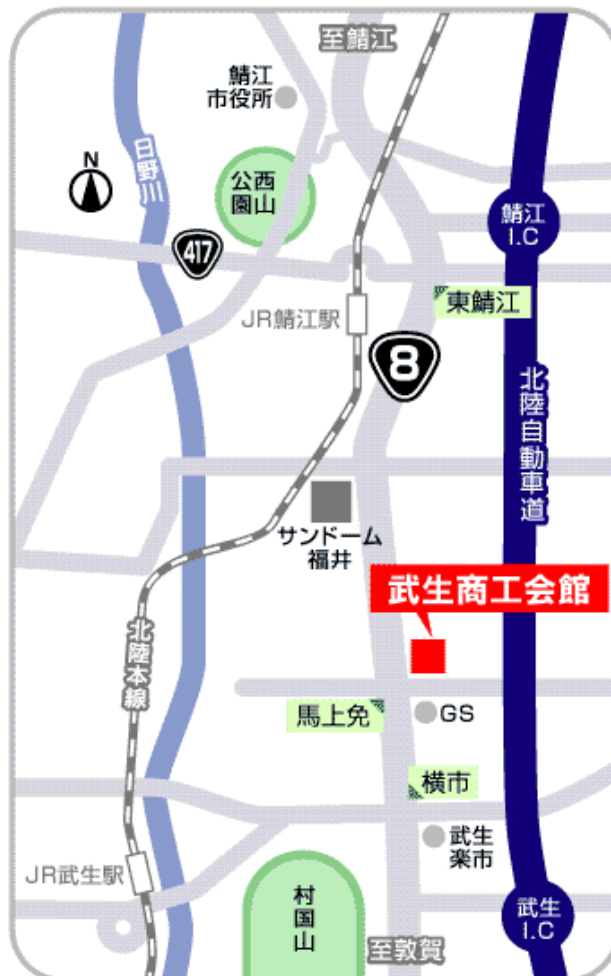 至鯖江
鯖江
市役所
N
日野川
公西
園山
鯖江
I.C
417
東鯖江
JR鯖江駅
8
北陸自動車道
サンドーム
福井
武生商工会館
北陸本線
馬上免
GS
横市
武生
楽市
JR武生駅
村国山
武生
I.C
至敦賀